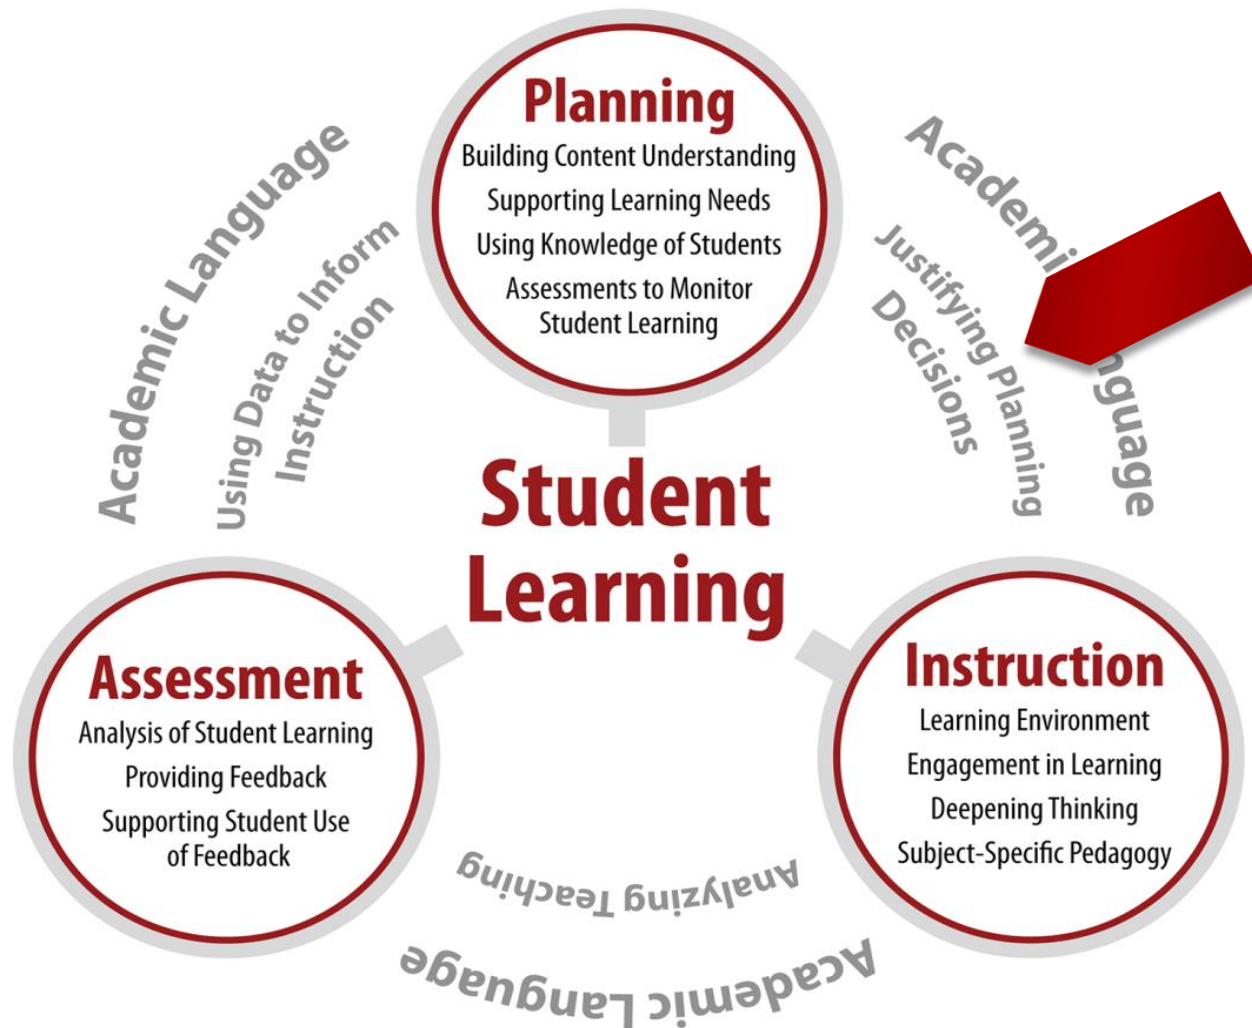 Planning
Building Content Understanding
Supporting Learning Needs
Using Knowledge of Students
Assessments to Monitor
Student Learning
Academic Language
Using Data to Inform
Instruction
Academi nguage
Justifying Planning
Decisions
Student
Learning
Assessment
Analysis of Student Learning
Providing Feedback
Supporting Student Use
of Feedback
Instruction
Learning Environment
Engagement in Learning
Deepening Thinking
Subject-Specific Pedagogy
Analyzing Teaching
Academic Language